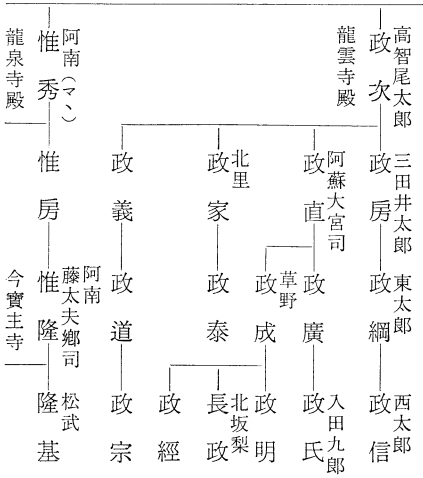 高智尾太郎
政次
龍雲寺殿
三田井太郎
政房
東太郎
政綱
西太郎
政信
阿蘇大宮司
政直
政廣
入田九郎
政氏
草野
政成
政明
北坂梨
長政
政經
北里
政家
政泰
政義
政道
政宗
阿南(マヽ)
惟秀
龍泉寺殿
惟房
阿南
藤太夫郷司
惟隆
今寶主寺
松武
隆基